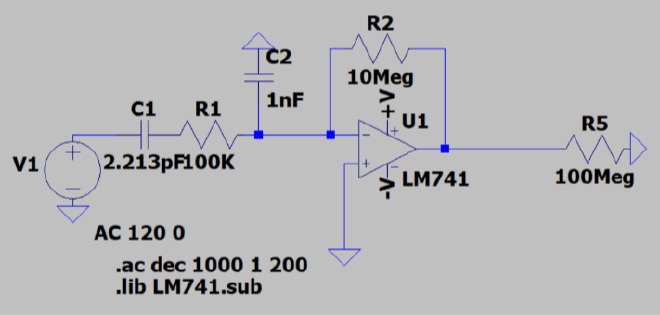 R2
C2
10Meg
C1
R1
1nF
+V
U1
R5
V1
2.213pF
100K
-V
LM741
100Meg
AC 120 0
.ac dec 1000 1 200
.lib LM741.sub